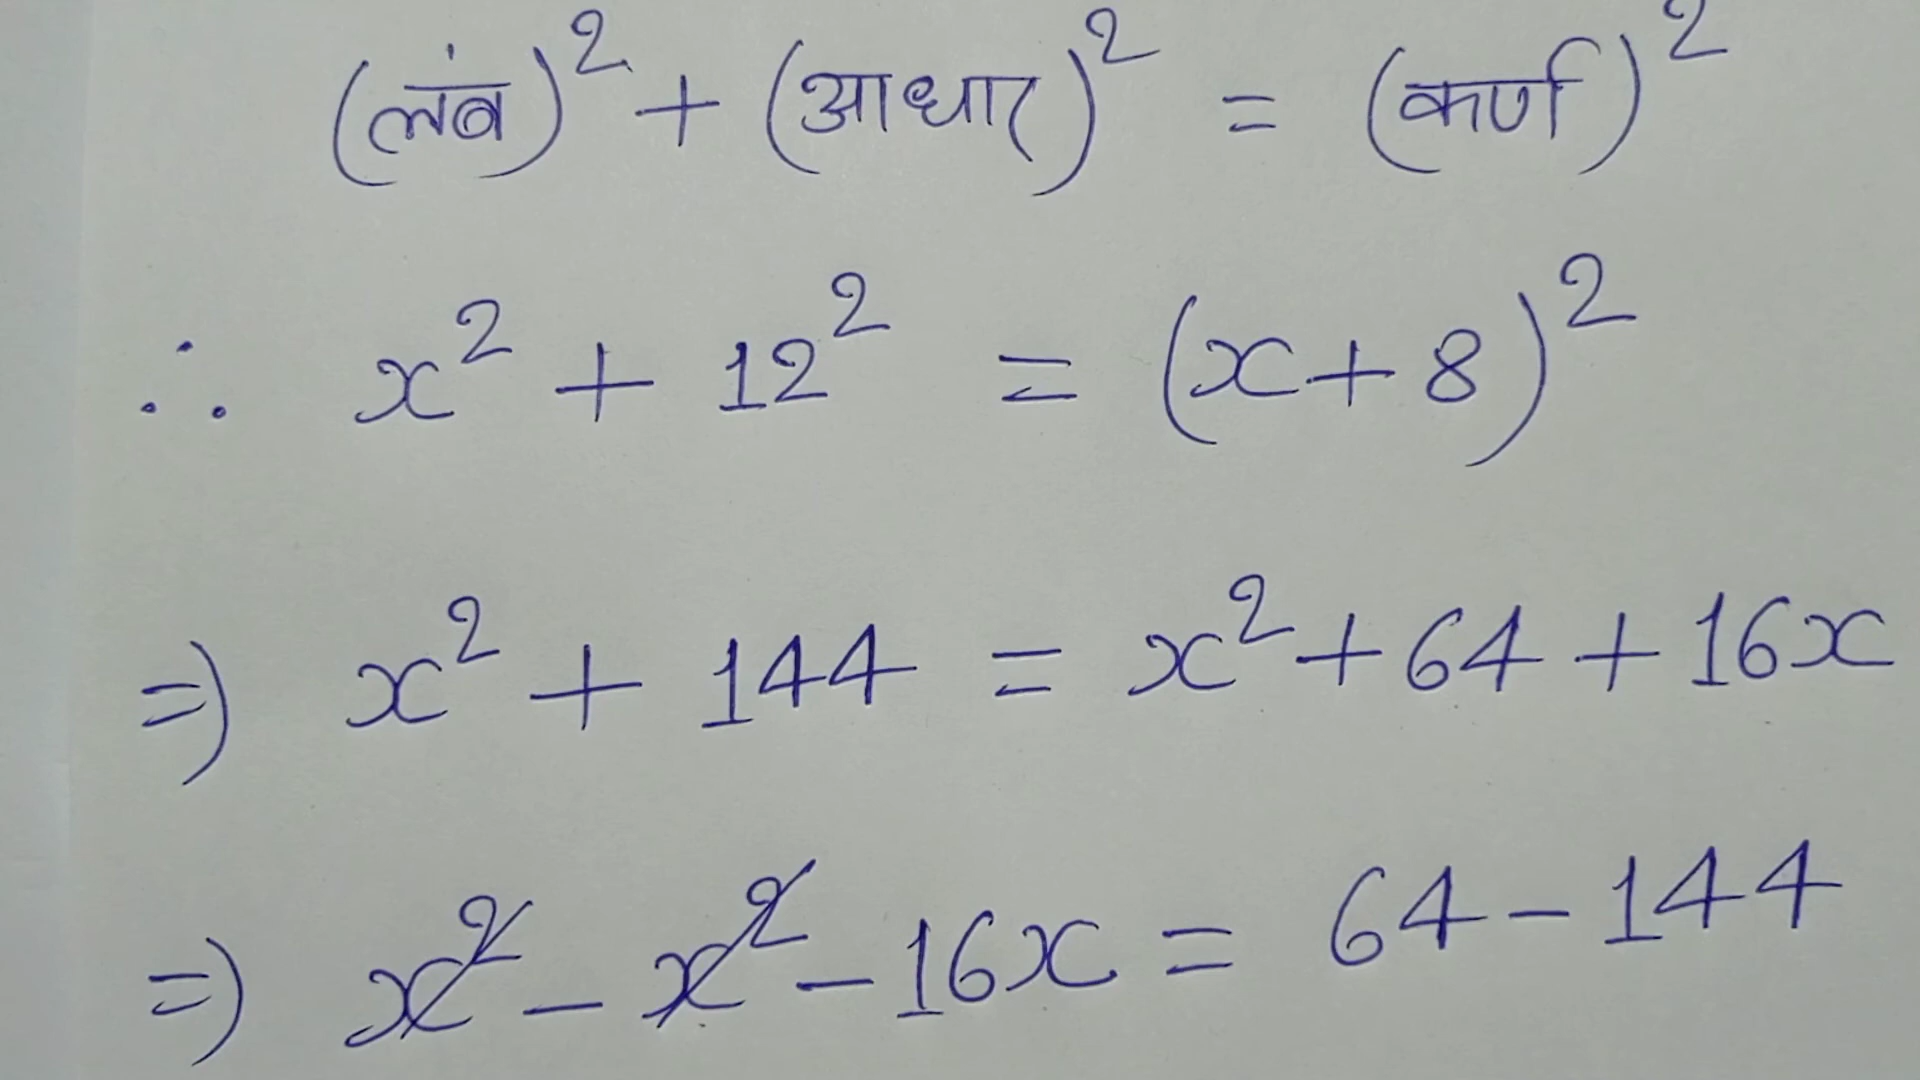 (लंब)² + (आधार)² = (कर्ण)²
∴ x² + 12² = (x+8)²
⇒ x² + 144 = x² + 64 + 16x
⇒ x² - x² - 16x = 64 - 144